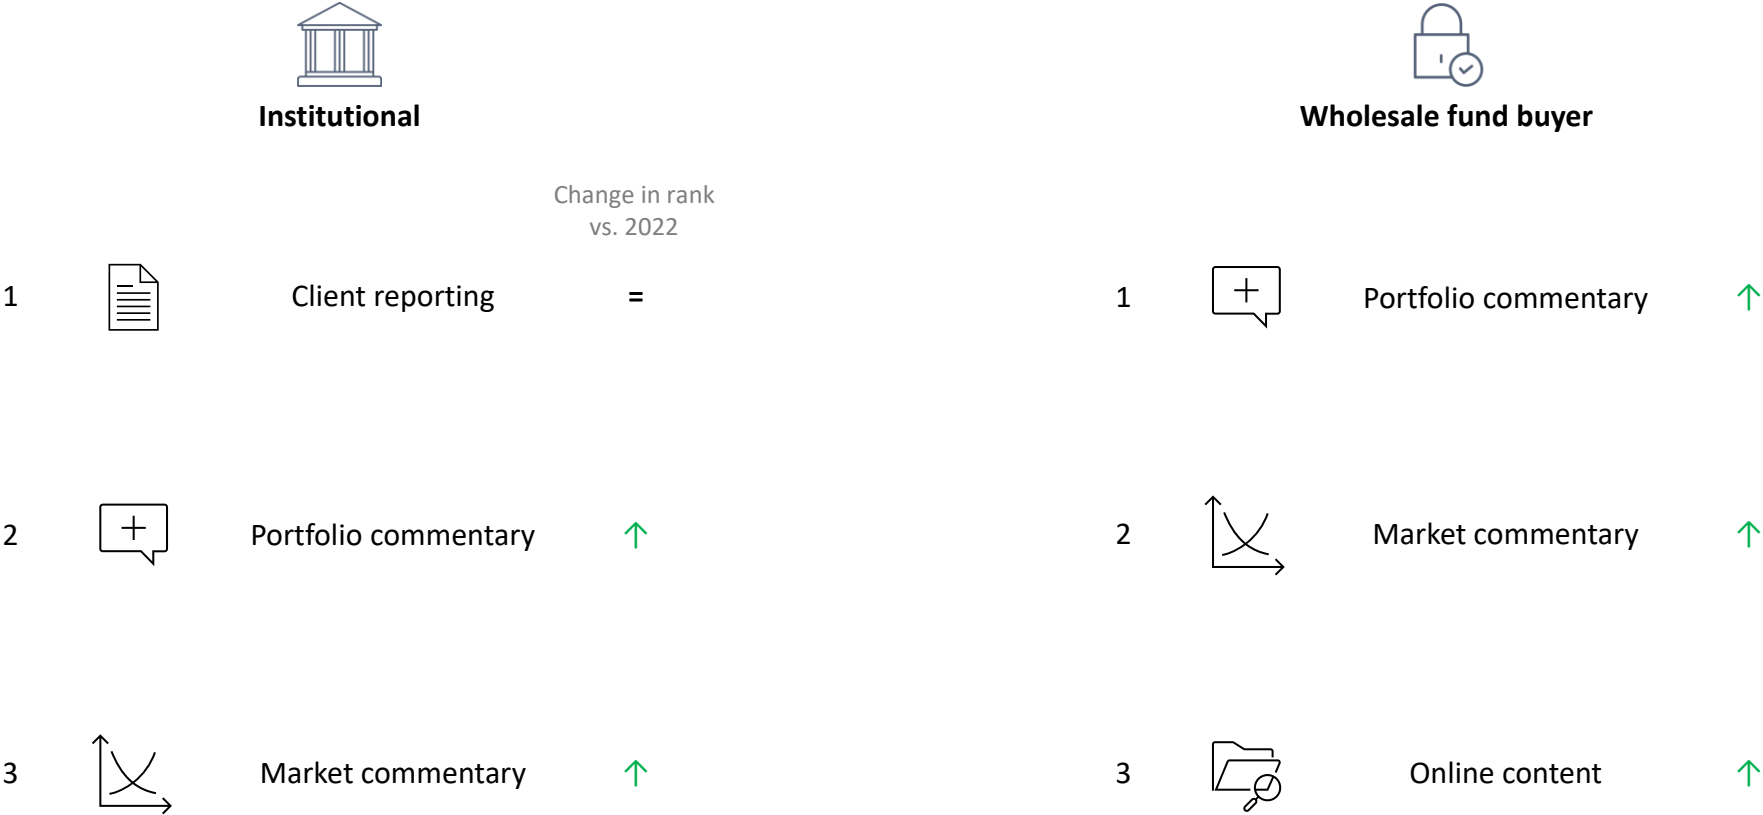 Institutional
Change in rank
vs. 2022
1 Client reporting =
2 Portfolio commentary ↑
3 Market commentary ↑
Wholesale fund buyer
1 Portfolio commentary ↑
2 Market commentary ↑
3 Online content ↑